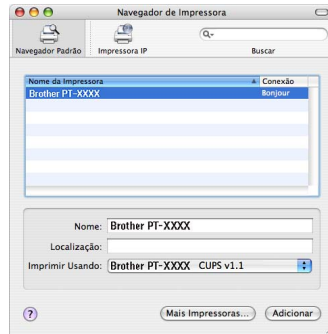 Navegador de Impressora
Navegador Padrão Impressora IP Buscar
Nome da Impressora Conexão
Brother PT-XXXX Bonjour
Nome: Brother PT-XXXX
Localização:
Imprimir Usando: Brother PT-XXXX CUPS v1.1
? Mais Impressoras... Adicionar